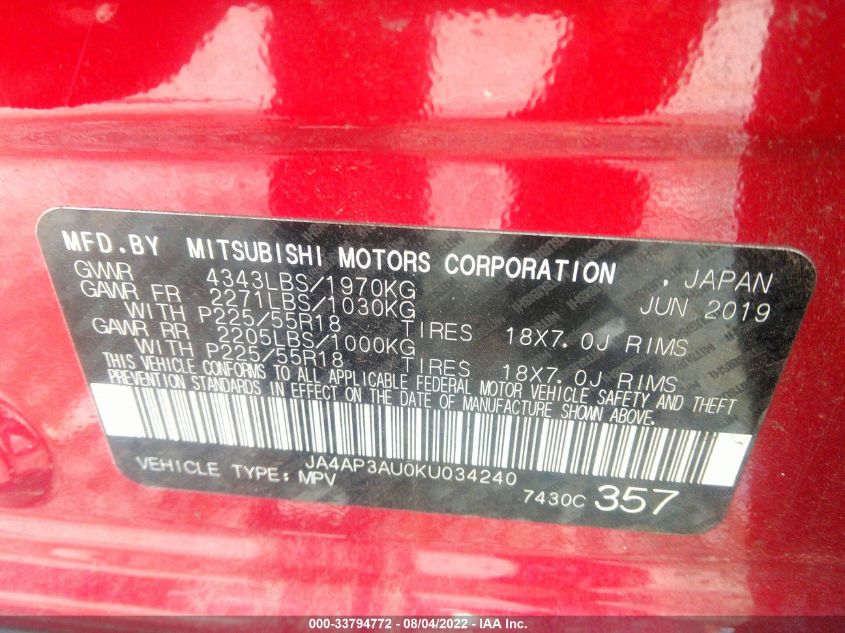 MFD.BY MITSUBISHI MOTORS CORPORATION , JAPAN
GWWR 4343LBS/1970KG JUN 2019
GAWR FR 2271LBS/1030KG
WITH P225/55R18 TIRES 18X7.0J RIMS
GAWR RR 2205LBS/1000KG
WITH P225/55R18 TIRES 18X7.0J RIMS
THIS VEHICLE CONFORMS TO ALL APPLICABLE FEDERAL MOTOR VEHICLE SAFETY AND THEFT
PREVENTION STANDARDS IN EFFECT ON THE DATE OF MANUFACTURE SHOWN ABOVE.
JA4AP3AU0KU034240
VEHICLE TYPE: MPV
7430C 357
000-33794772 - 08/04/2022 - IAA Inc.